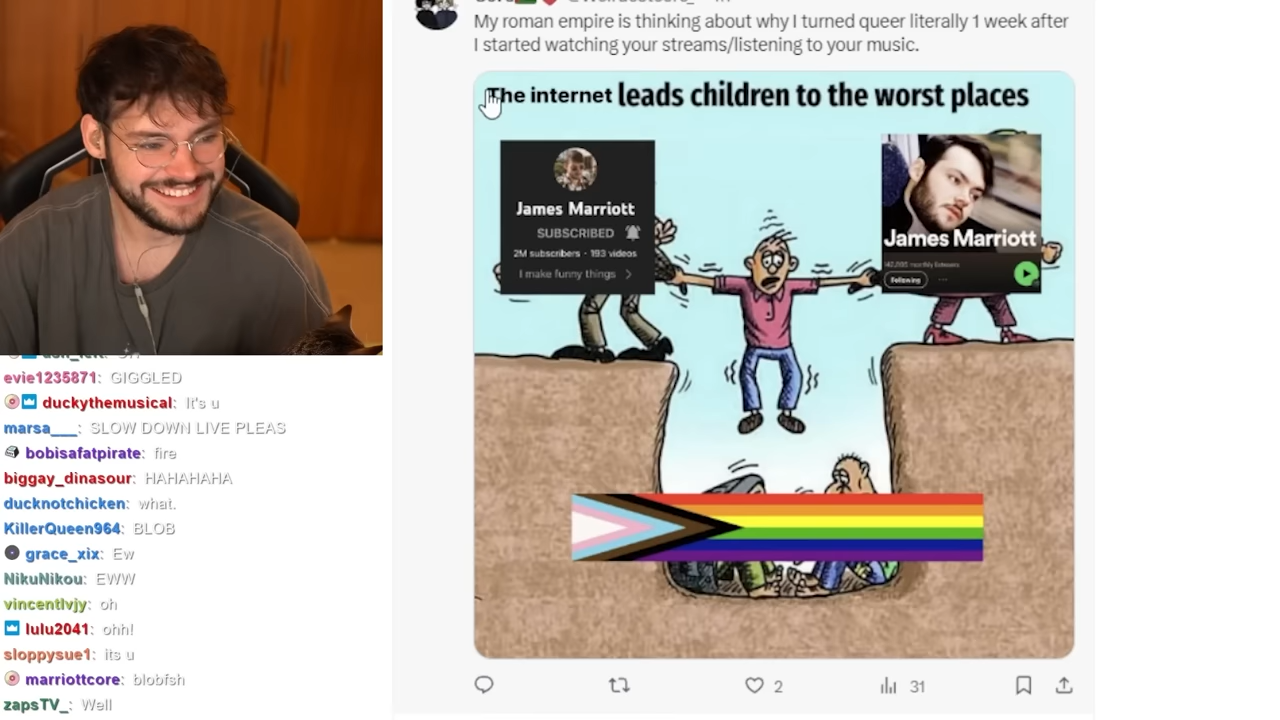 My roman empire is thinking about why I turned queer literally 1 week after
I started watching your streams/listening to your music.
The internet leads children to the worst places
James Marriott
SUBSCRIBED
2M subscribers · 193 videos
I make funny things >
James Marriott
monthly listeners
Following
2
31
evie1235871: GIGGLED
duckythemusical: It's u
marsa___: SLOW DOWN LIVE PLEAS
bobisafatpirate: fire
biggay_dinasour: HAHAHAHA
ducknotchicken: what.
KillerQueen964: BLOB
grace_xix: Ew
NikuNikou: EWW
vincentlvjy: oh
lulu2041: ohh!
sloppysue1: its u
marriottcore: blobfsh
zapsTV_: Well